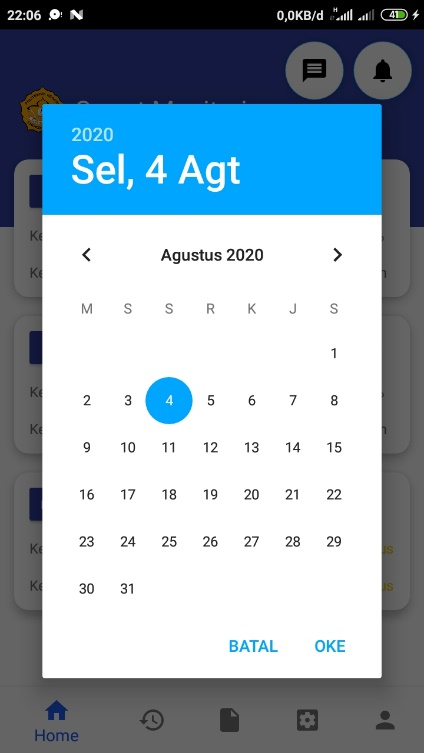 22:06 0,0KB/d H 41
2020
Sel, 4 Agt
Agustus 2020
M S S R K J S
1
2 3 4 5 6 7 8
9 10 11 12 13 14 15
16 17 18 19 20 21 22
23 24 25 26 27 28 29
30 31
BATAL OKE
Home